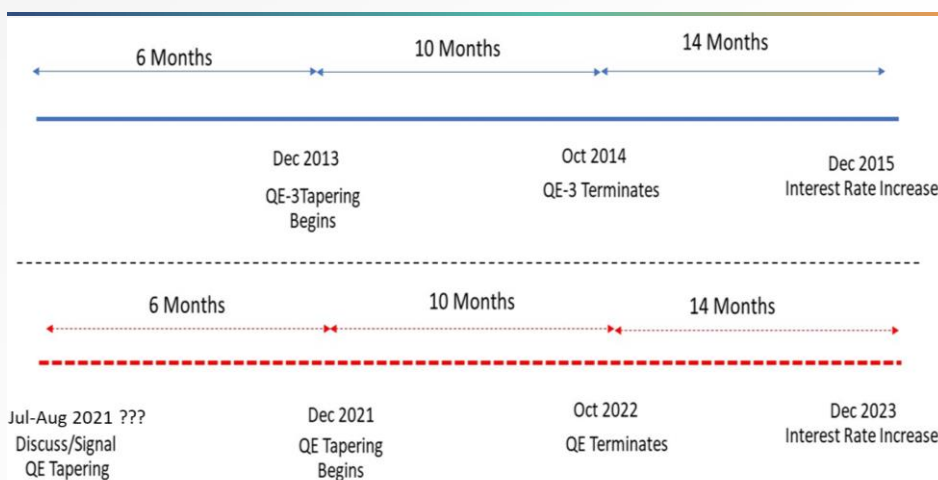 6 Months
10 Months
14 Months
Dec 2013
QE-3Tapering
Begins
Oct 2014
QE-3 Terminates
Dec 2015
Interest Rate Increase
6 Months
10 Months
14 Months
Jul-Aug 2021 ???
Discuss/Signal
QE Tapering
Dec 2021
QE Tapering
Begins
Oct 2022
QE Terminates
Dec 2023
Interest Rate Increase